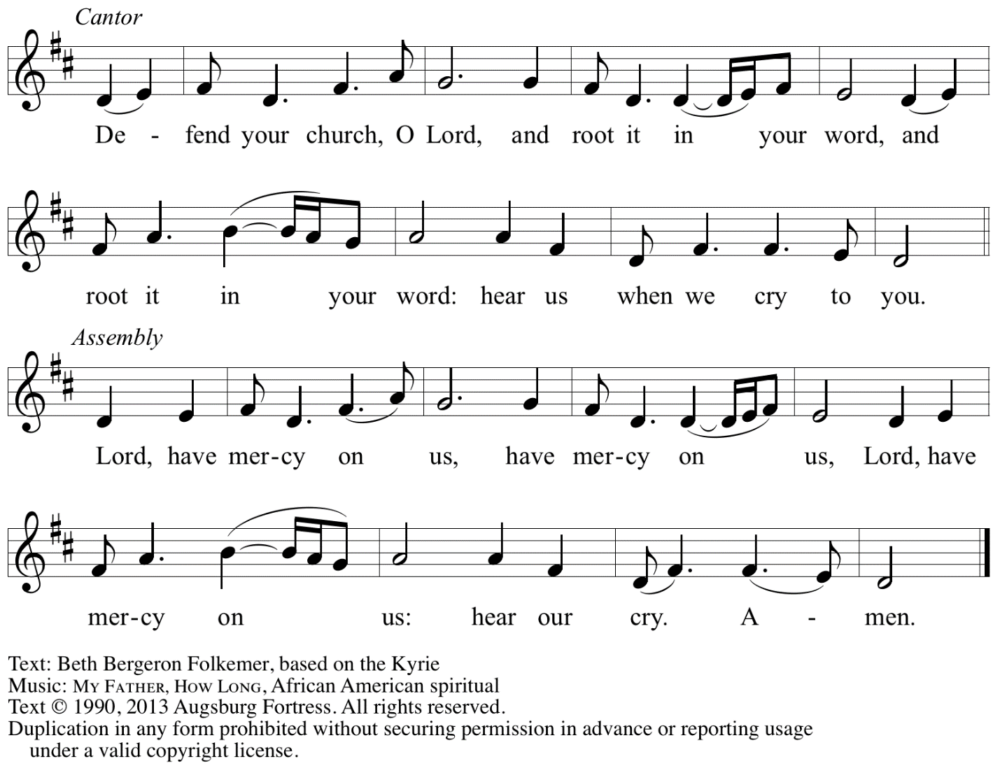 Cantor
De - fend your church, O Lord, and root it in your word, and
root it in your word: hear us when we cry to you.
Assembly
Lord, have mer-cy on us, have mer-cy on us, Lord, have
mer-cy on us: hear our cry. A - men.
Text: Beth Bergeron Folkemer, based on the Kyrie
Music: My Father, How Long, African American spiritual
Text © 1990, 2013 Augsburg Fortress. All rights reserved.
Duplication in any form prohibited without securing permission in advance or reporting usage
under a valid copyright license.